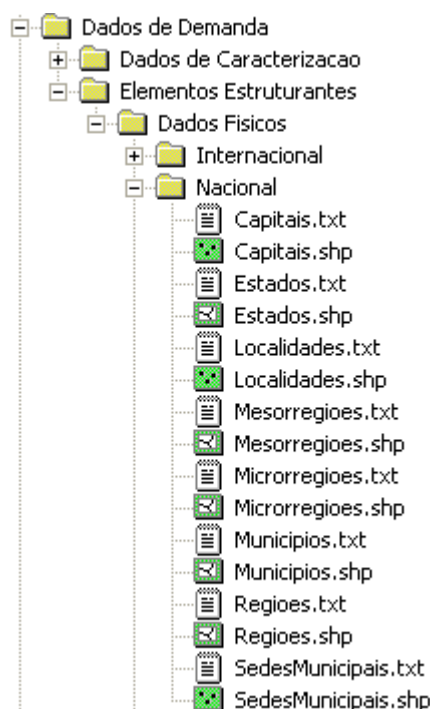 Dados de Demanda
Dados de Caracterizacao
Elementos Estruturantes
Dados Fisicos
Internacional
Nacional
Capitais.txt
Capitais.shp
Estados.txt
Estados.shp
Localidades.txt
Localidades.shp
Mesorregioes.txt
Mesorregioes.shp
Microrregioes.txt
Microrregioes.shp
Municipios.txt
Municipios.shp
Regioes.txt
Regioes.shp
SedesMunicipais.txt
SedesMunicipais.shp